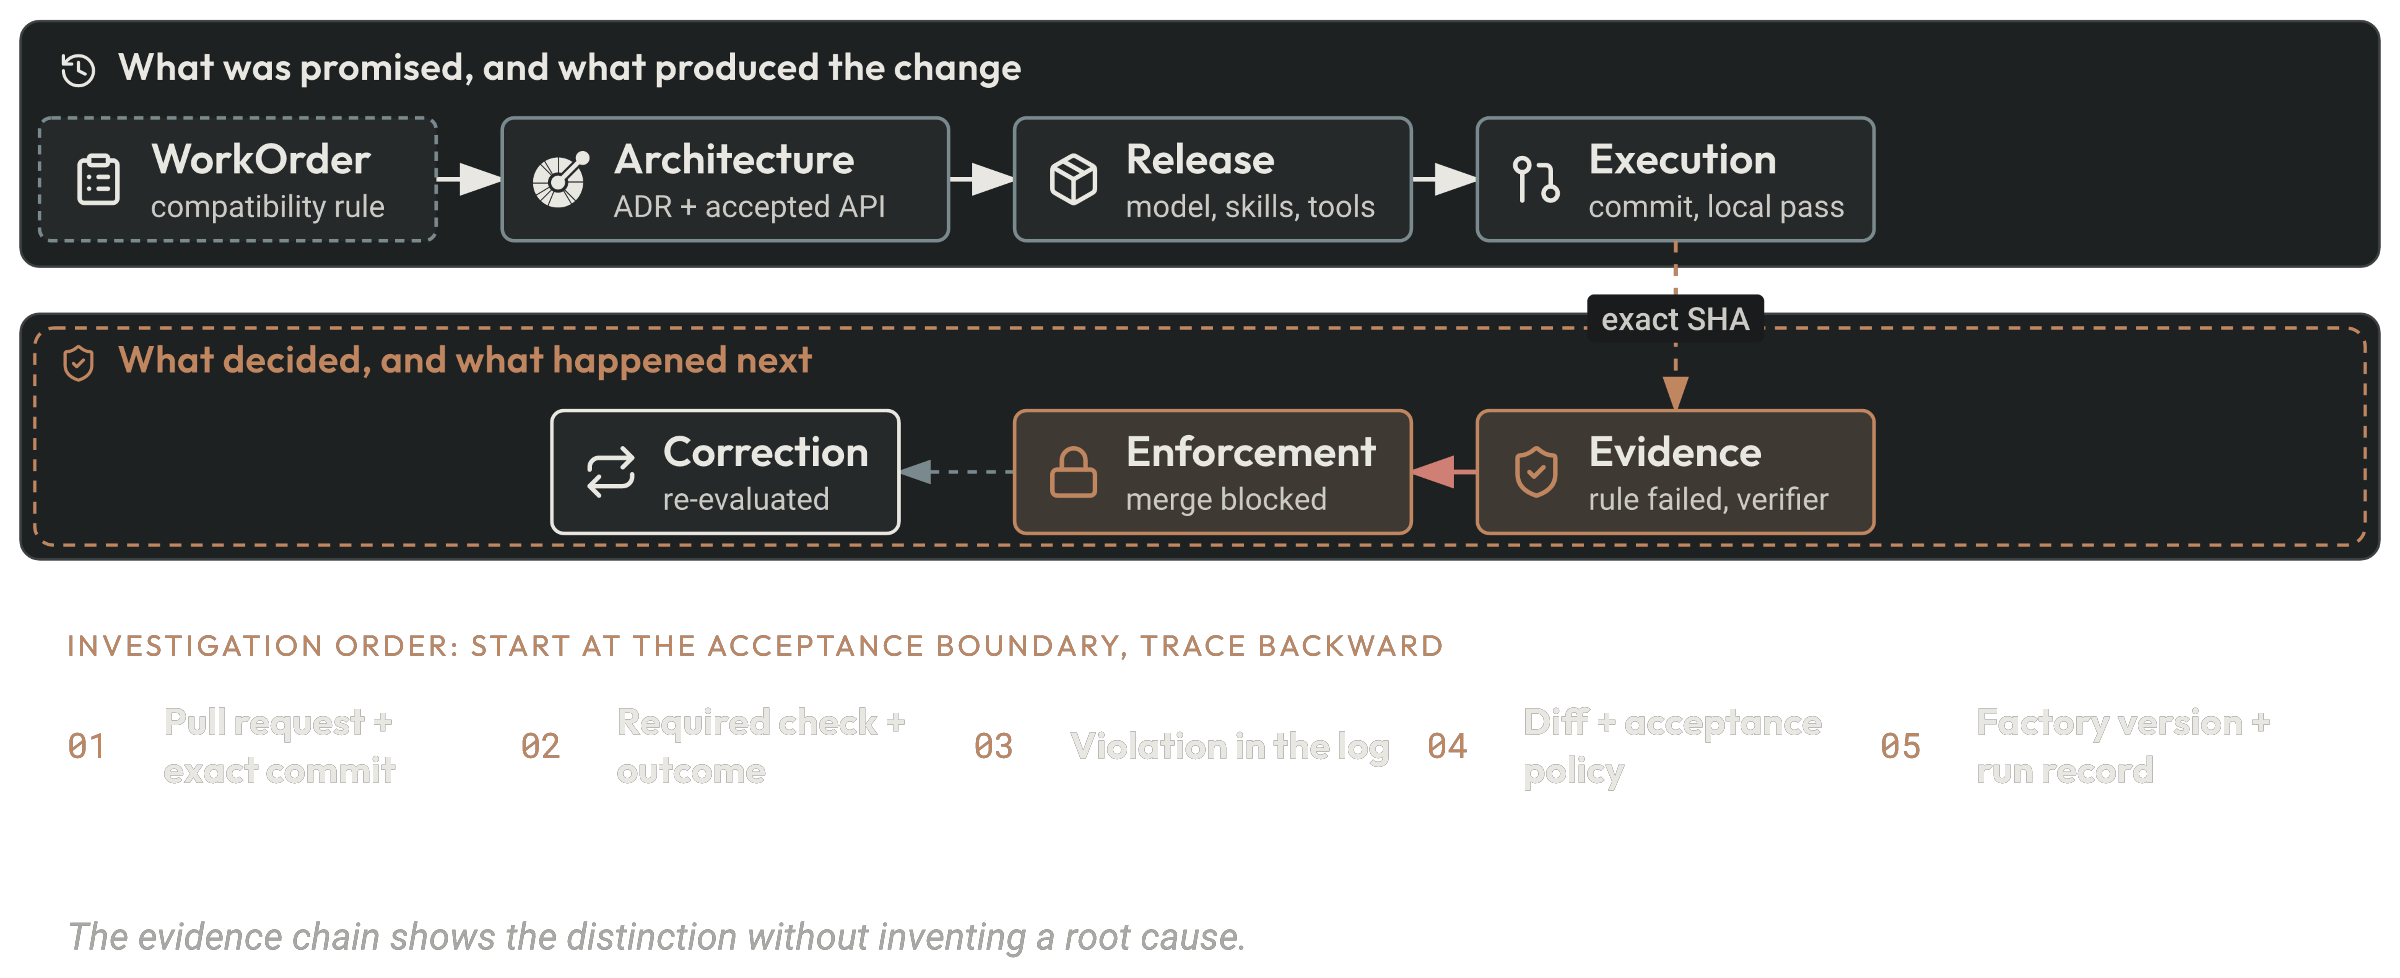 What was promised, and what produced the change
WorkOrder
compatibility rule
Architecture
ADR + accepted API
Release
model, skills, tools
Execution
commit, local pass
exact SHA
What decided, and what happened next
Correction
re-evaluated
Enforcement
merge blocked
Evidence
rule failed, verifier
INVESTIGATION ORDER: START AT THE ACCEPTANCE BOUNDARY, TRACE BACKWARD
01
Pull request +
exact commit
02
Required check +
outcome
03
Violation in the log
04
Diff + acceptance
policy
05
Factory version +
run record
The evidence chain shows the distinction without inventing a root cause.